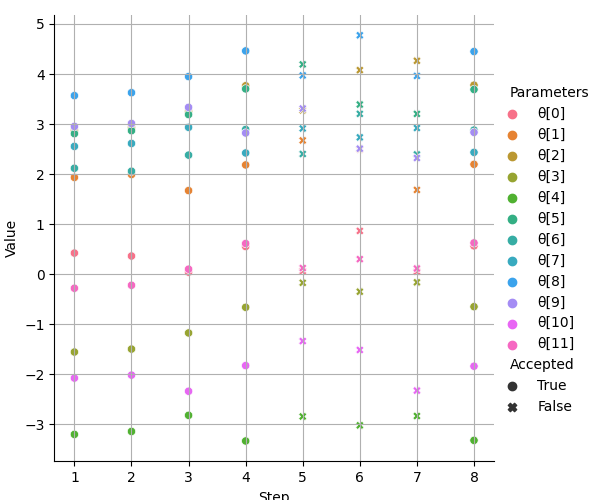 5
4
3
2
1
0
−1
−2
−3
Value
1 2 3 4 5 6 7 8
Step
Parameters
θ[0]
θ[1]
θ[2]
θ[3]
θ[4]
θ[5]
θ[6]
θ[7]
θ[8]
θ[9]
θ[10]
θ[11]
Accepted
True
False